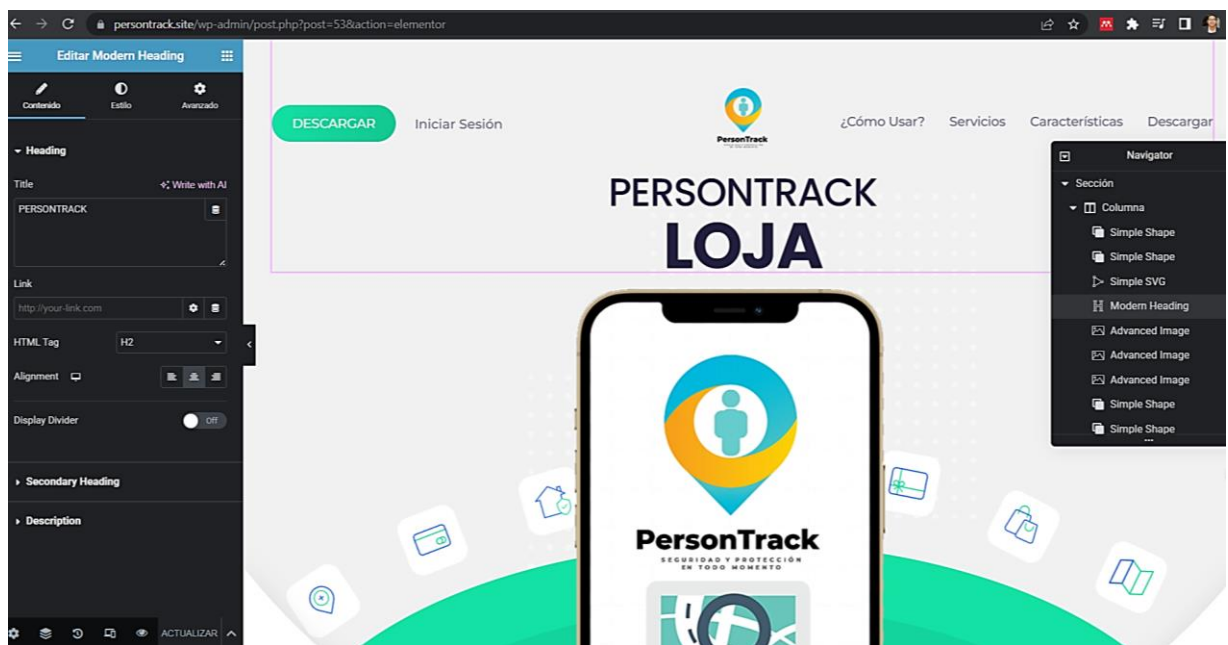 persontrack.site/wp-admin/post.php?post=53&action=elementor
Editar Modern Heading
Contenido
Estilo
Avanzado
Heading
Title
Write with AI
PERSONTRACK
Link
http://your-link.com
HTML Tag
H2
Alignment
Display Divider
Off
Secondary Heading
Description
ACTUALIZAR
DESCARGAR
Iniciar Sesión
PersonTrack
¿Cómo Usar?
Servicios
Características
Descargar
PERSONTRACK
LOJA
PersonTrack
SEGURIDAD Y PROTECCIÓN
EN TODO MOMENTO
Navigator
Sección
Columna
Simple Shape
Simple Shape
Simple SVG
Modern Heading
Advanced Image
Advanced Image
Advanced Image
Simple Shape
Simple Shape